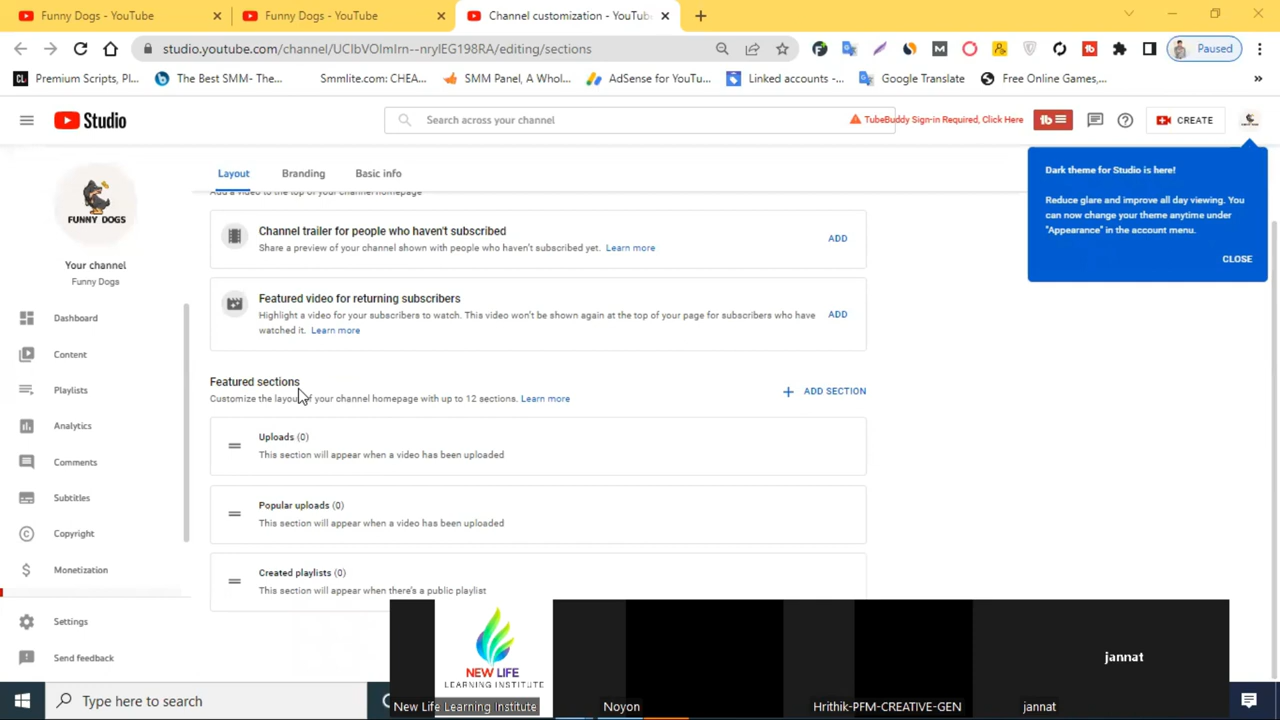 Funny Dogs - YouTube
Funny Dogs - YouTube
Channel customization - YouTube
studio.youtube.com/channel/UCIbVOImIrn--nrylEG198RA/editing/sections
Paused
Premium Scripts, Pl...
The Best SMM- The...
Smmlite.com: CHEA...
SMM Panel, A Whol...
AdSense for YouTu...
Linked accounts -...
Google Translate
Free Online Games,...
Studio
Search across your channel
TubeBuddy Sign-in Required, Click Here
CREATE
Layout
Branding
Basic info
Dark theme for Studio is here!
Reduce glare and improve all day viewing. You
can now change your theme anytime under
"Appearance" in the account menu.
CLOSE
FUNNY DOGS
Your channel
Funny Dogs
Dashboard
Content
Playlists
Analytics
Comments
Subtitles
Copyright
Monetization
Settings
Send feedback
Add a video to the top of your channel homepage
Channel trailer for people who haven't subscribed
Share a preview of your channel shown with people who haven't subscribed yet. Learn more
ADD
Featured video for returning subscribers
Highlight a video for your subscribers to watch. This video won't be shown again at the top of your page for subscribers who have
watched it. Learn more
ADD
Featured sections
Customize the layout of your channel homepage with up to 12 sections. Learn more
ADD SECTION
Uploads (0)
This section will appear when a video has been uploaded
Popular uploads (0)
This section will appear when a video has been uploaded
Created playlists (0)
This section will appear when there's a public playlist
NEW LIFE
LEARNING INSTITUTE
jannat
New Life Learning Institute
Noyon
Hrithik-PFM-CREATIVE-GEN
jannat
Type here to search